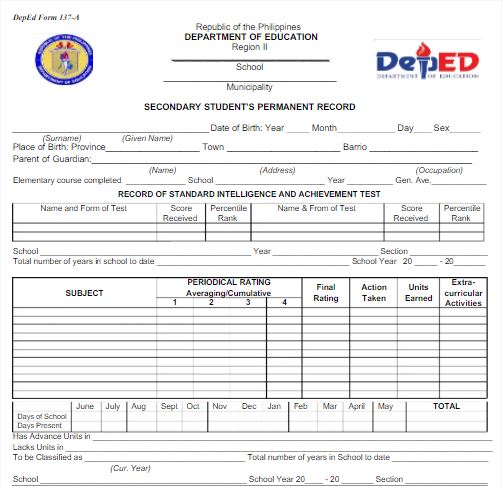 DepEd Form 137-A
Republic of the Philippines
DEPARTMENT OF EDUCATION
Region II
School
Municipality
DepED
DEPARTMENT OF EDUCATION
SECONDARY STUDENT'S PERMANENT RECORD
Date of Birth: Year Month Day Sex
(Surname) (Given Name)
Place of Birth: Province Town Barrio
Parent of Guardian:
(Name) (Address) (Occupation)
Elementary course completed School Year Gen. Ave.
RECORD OF STANDARD INTELLIGENCE AND ACHIEVEMENT TEST
Name and Form of Test Score Received Percentile Rank Name & From of Test Score Received Percentile Rank
School Year Section
Total number of years in school to date School Year 20 - 20
SUBJECT PERIODICAL RATING Averaging/Cumulative Final Rating Action Taken Units Earned Extra-curricular Activities
1 2 3 4
June July Aug Sept Oct Nov Dec Jan Feb Mar April May TOTAL
Days of School
Days Present
Has Advance Units in
Lacks Units in
To be Classified as Total number of years in School to date
(Cur. Year)
School School Year 20 - 20 Section